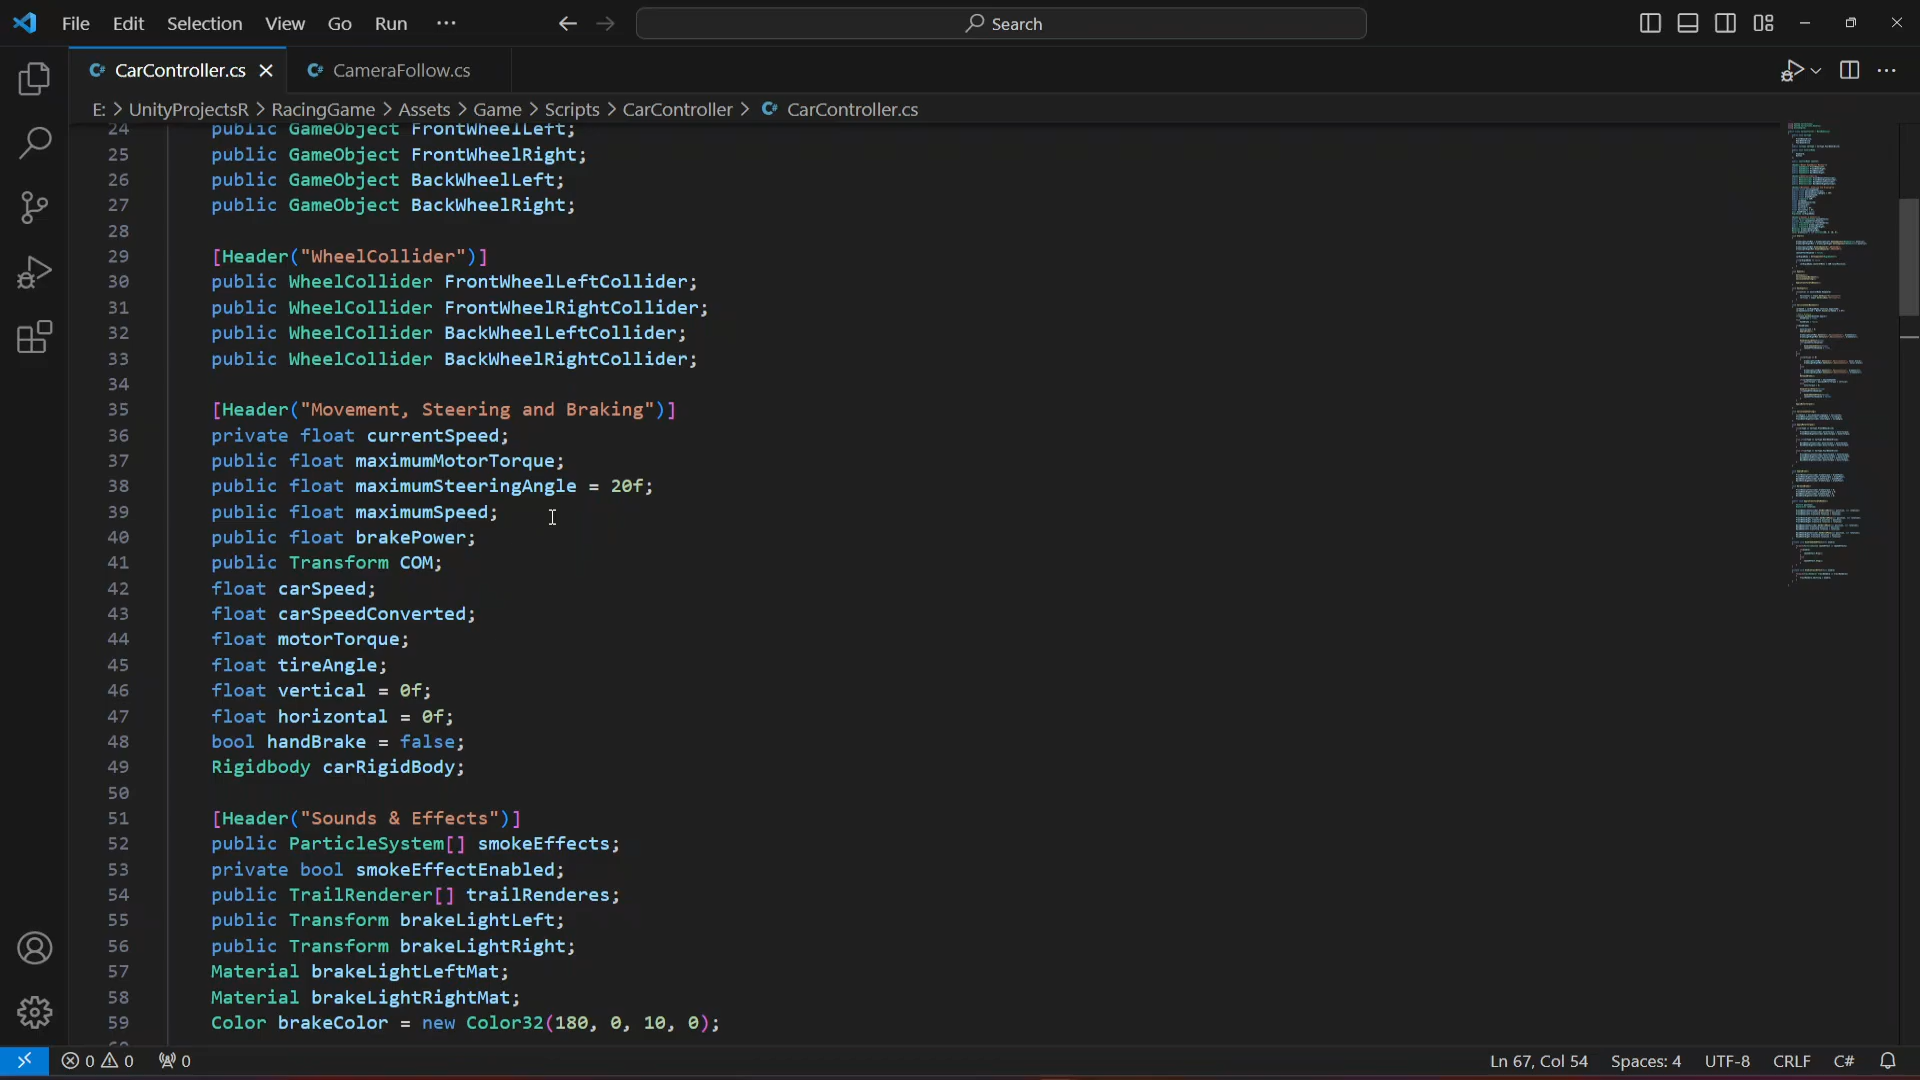 File Edit Selection View Go Run ··· Search
CarController.cs CameraFollow.cs
E: > UnityProjectsR > RacingGame > Assets > Game > Scripts > CarController > CarController.cs
24 public GameObject FrontWheelLeft;
25 public GameObject FrontWheelRight;
26 public GameObject BackWheelLeft;
27 public GameObject BackWheelRight;
28
29 [Header("WheelCollider")]
30 public WheelCollider FrontWheelLeftCollider;
31 public WheelCollider FrontWheelRightCollider;
32 public WheelCollider BackWheelLeftCollider;
33 public WheelCollider BackWheelRightCollider;
34
35 [Header("Movement, Steering and Braking")]
36 private float currentSpeed;
37 public float maximumMotorTorque;
38 public float maximumSteeringAngle = 20f;
39 public float maximumSpeed;
40 public float brakePower;
41 public Transform COM;
42 float carSpeed;
43 float carSpeedConverted;
44 float motorTorque;
45 float tireAngle;
46 float vertical = 0f;
47 float horizontal = 0f;
48 bool handBrake = false;
49 Rigidbody carRigidBody;
50
51 [Header("Sounds & Effects")]
52 public ParticleSystem[] smokeEffects;
53 private bool smokeEffectEnabled;
54 public TrailRenderer[] trailRenderes;
55 public Transform brakeLightLeft;
56 public Transform brakeLightRight;
57 Material brakeLightLeftMat;
58 Material brakeLightRightMat;
59 Color brakeColor = new Color32(180, 0, 10, 0);
0 0 0 Ln 67, Col 54 Spaces: 4 UTF-8 CRLF C#